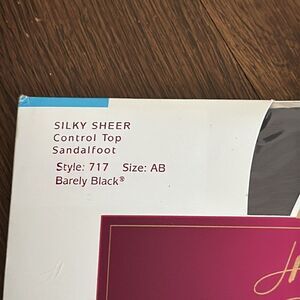 SILKY SHEER
Control Top
Sandalfoot
Style: 717 Size: AB
Barely Black®